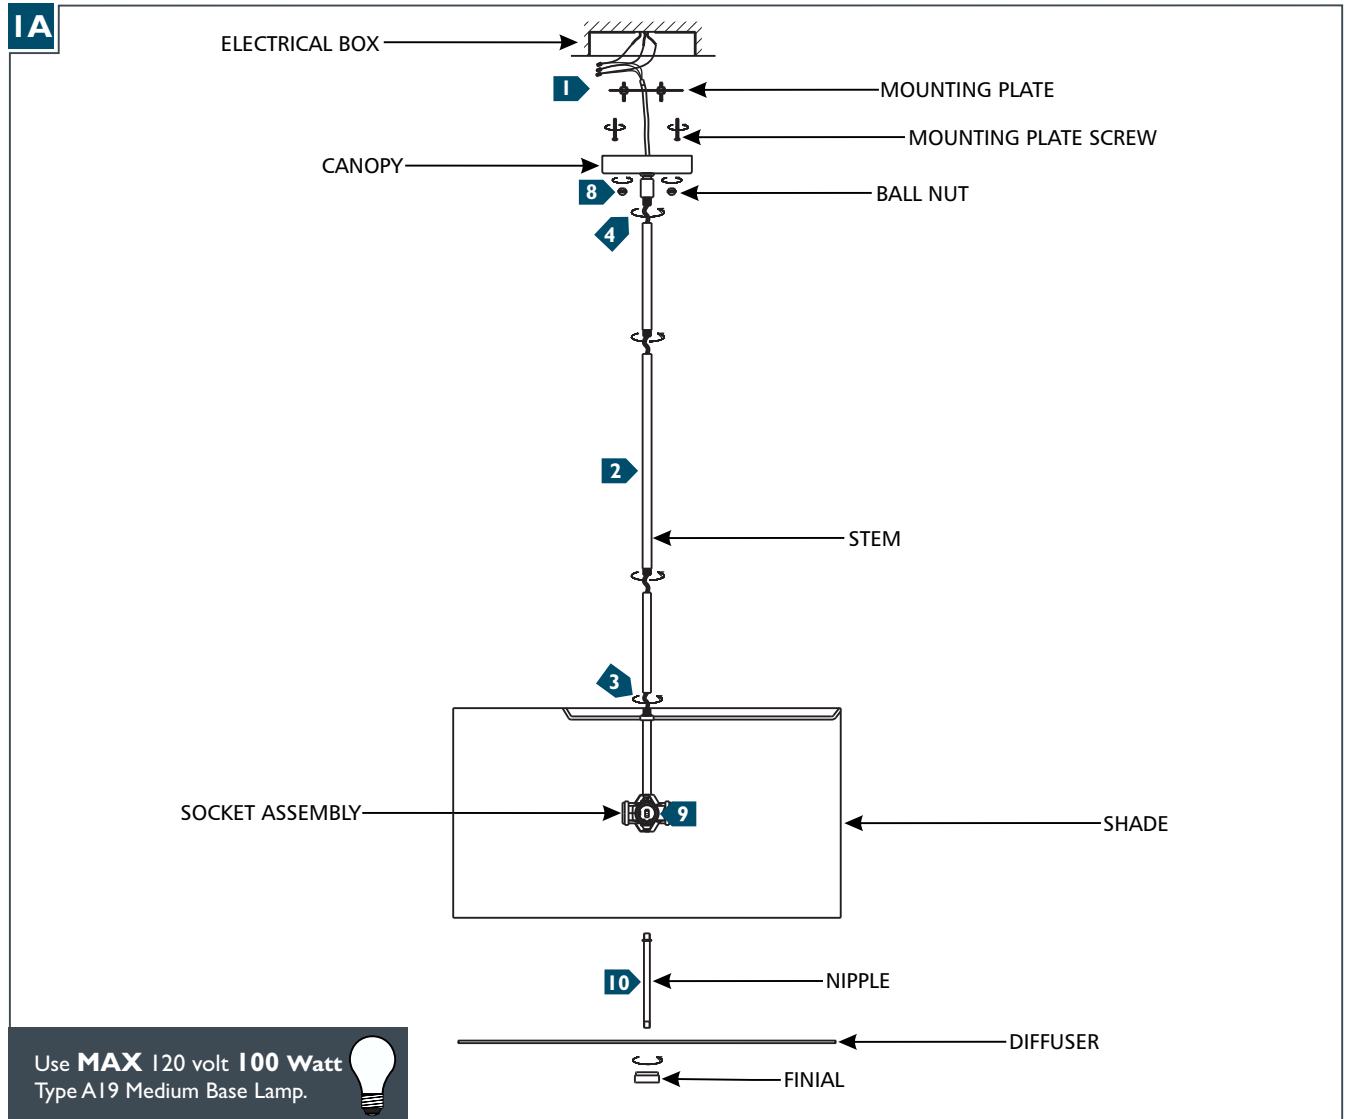 1A
ELECTRICAL BOX
1
MOUNTING PLATE
MOUNTING PLATE SCREW
CANOPY
8
BALL NUT
4
2
STEM
3
SOCKET ASSEMBLY
9
SHADE
10
NIPPLE
DIFFUSER
FINIAL
Use MAX 120 volt 100 Watt
Type A19 Medium Base Lamp.